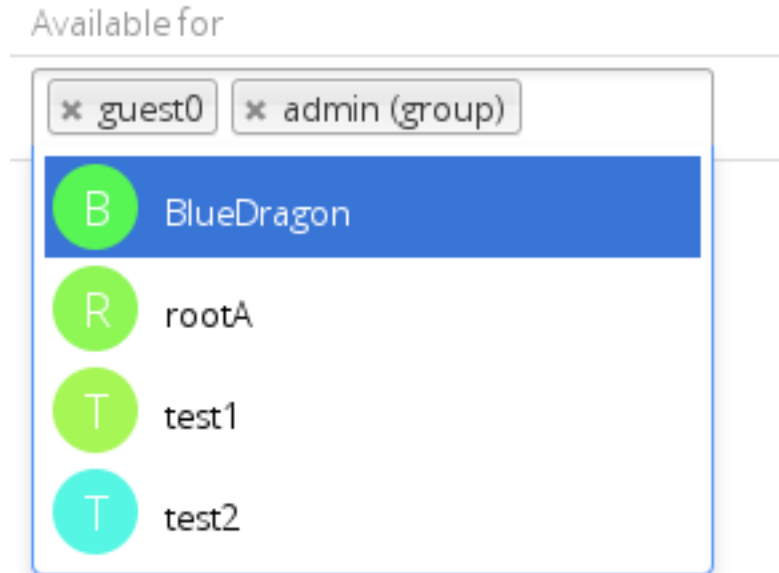 Available for
× guest0 × admin (group)
B BlueDragon
R rootA
T test1
T test2